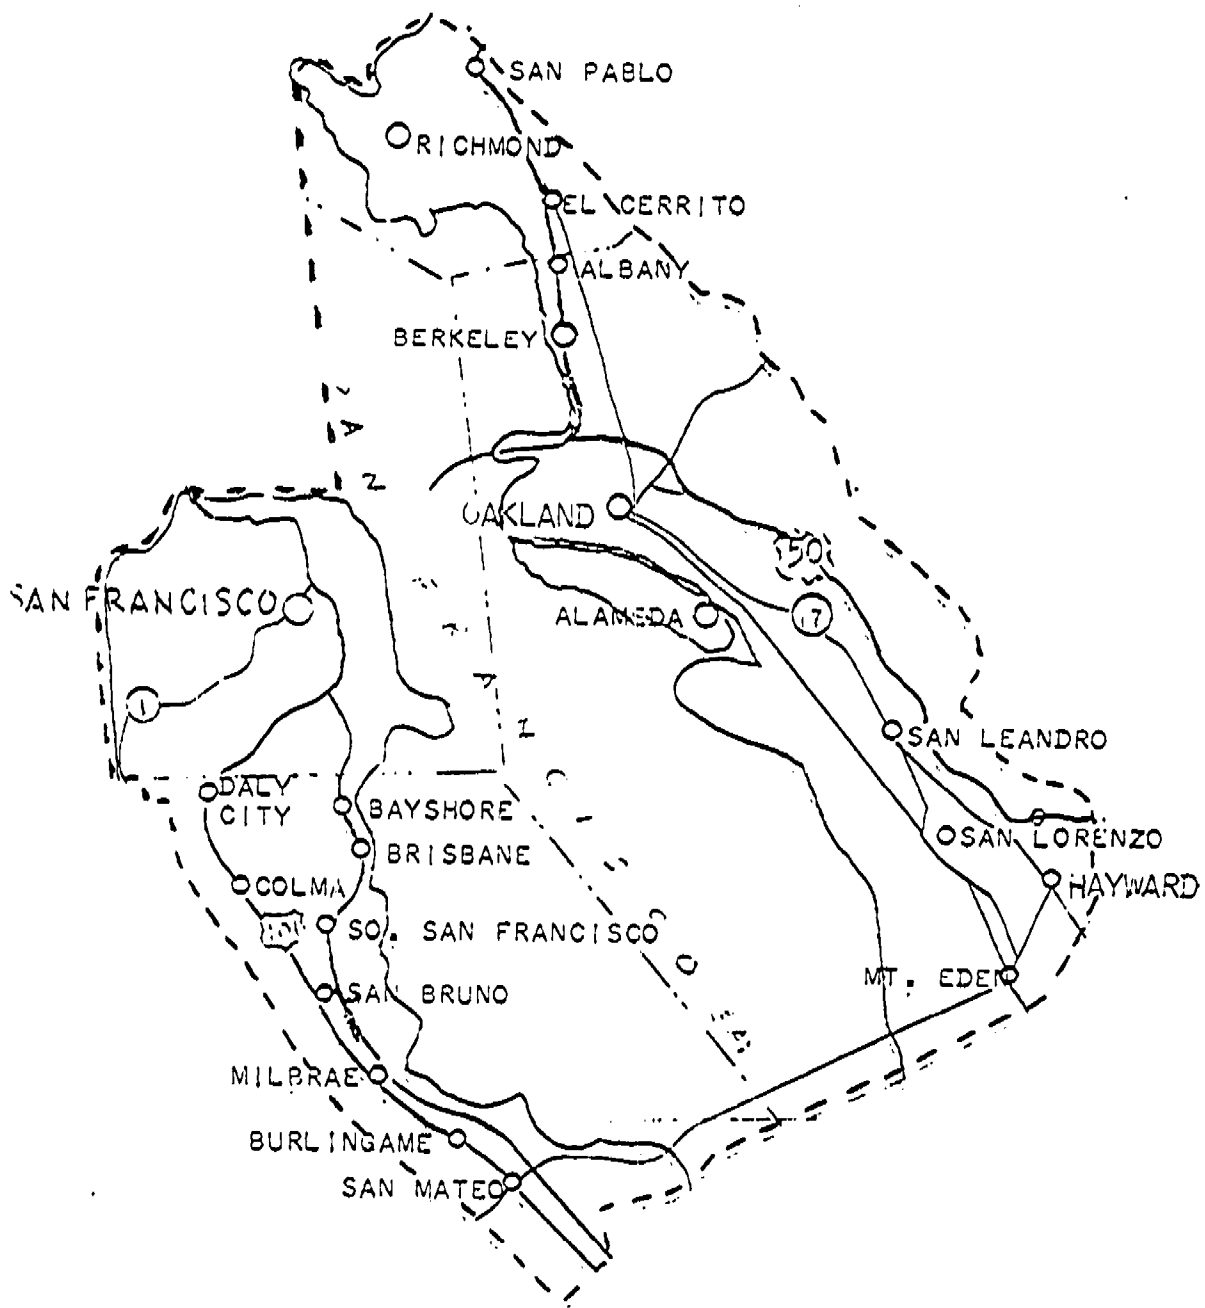 SAN PABLO
RICHMOND
EL CERRITO
ALBANY
BERKELEY
OAKLAND
50
SAN FRANCISCO
ALAMEDA
17
1
SAN LEANDRO
DALY
CITY
BAYSHORE
SAN LORENZO
BRISBANE
COLMA
HAYWARD
101
SO. SAN FRANCISCO
MT. EDEN
SAN BRUNO
MILBRAE
BURLINGAME
SAN MATEO